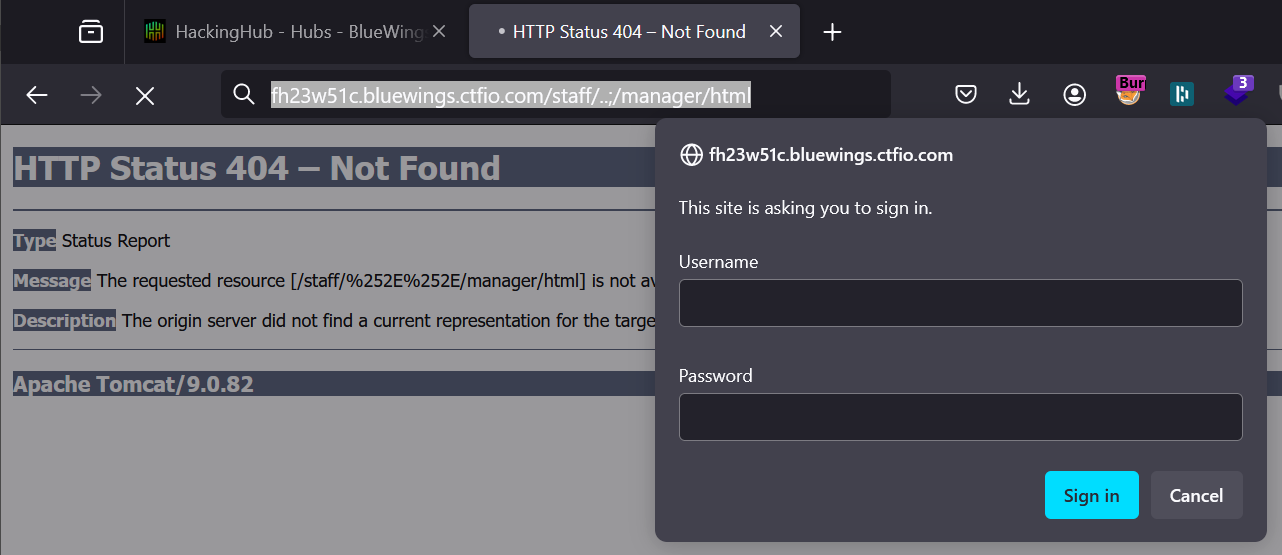 HackingHub - Hubs - BlueWings
HTTP Status 404 – Not Found
fh23w51c.bluewings.ctfio.com/staff/..;/manager/html
Bur
3
HTTP Status 404 – Not Found
Type Status Report
Message The requested resource [/staff/%252E%252E/manager/html] is not
Description The origin server did not find a current representation for the
Apache Tomcat/9.0.82
fh23w51c.bluewings.ctfio.com
This site is asking you to sign in.
Username
Password
Sign in
Cancel